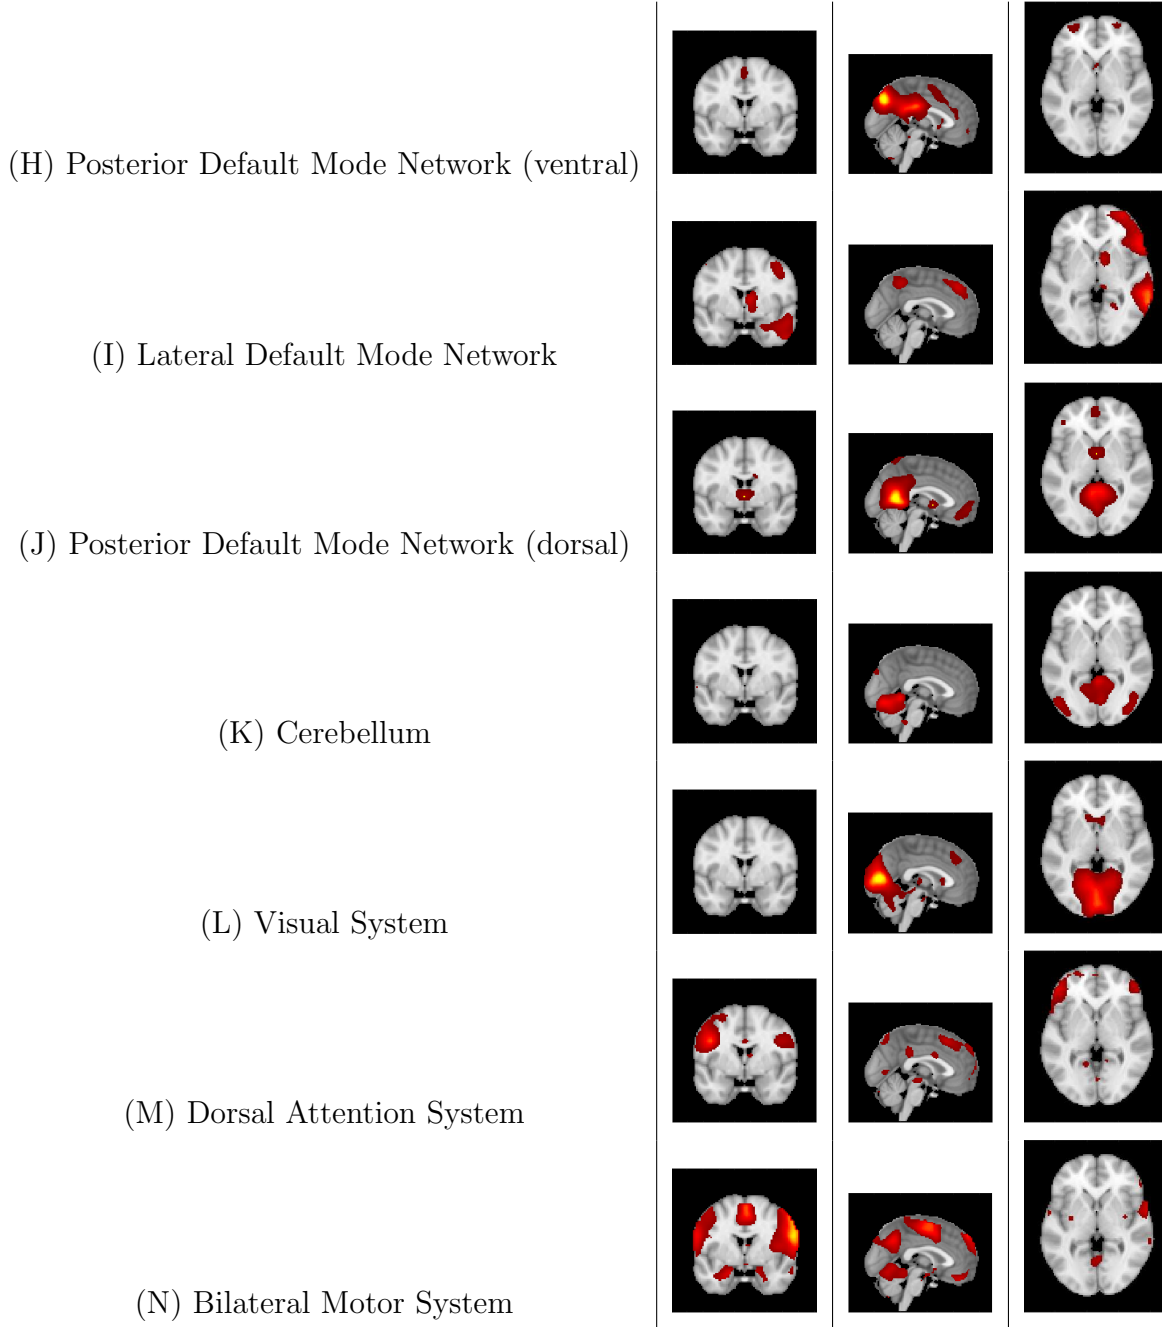 (H) Posterior Default Mode Network (ventral)
(I) Lateral Default Mode Network
(J) Posterior Default Mode Network (dorsal)
(K) Cerebellum
(L) Visual System
(M) Dorsal Attention System
(N) Bilateral Motor System